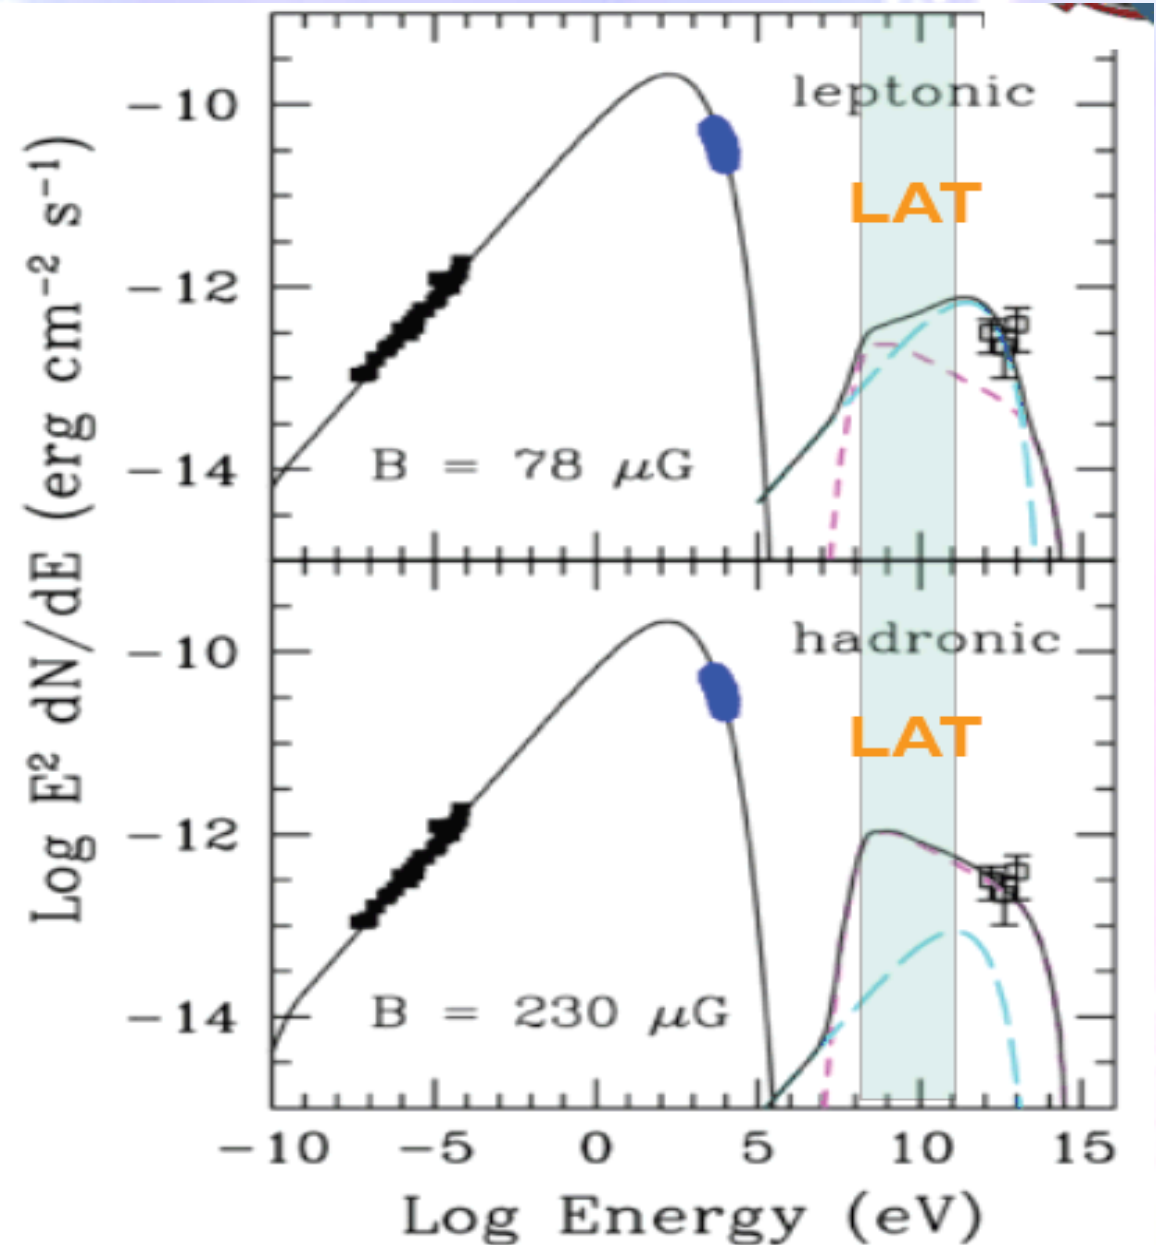 Log E² dN/dE (erg cm⁻² s⁻¹)
−10
leptonic
LAT
−12
B = 78 μG
−14
−10
hadronic
LAT
−12
B = 230 μG
−14
−10 −5 0 5 10 15
Log Energy (eV)